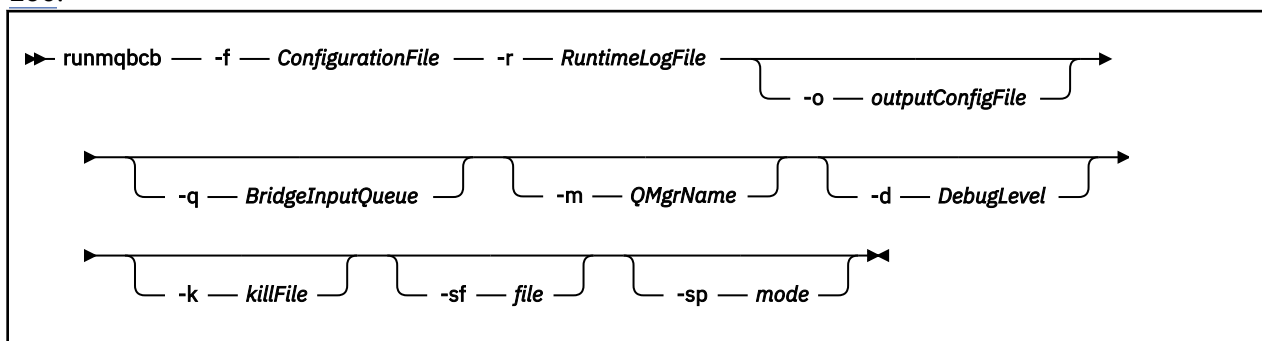 runmqbcb -f ConfigurationFile -r RuntimeLogFile
-o outputConfigFile
-q BridgeInputQueue -m QMgrName -d DebugLevel
-k killFile -sf file -sp mode